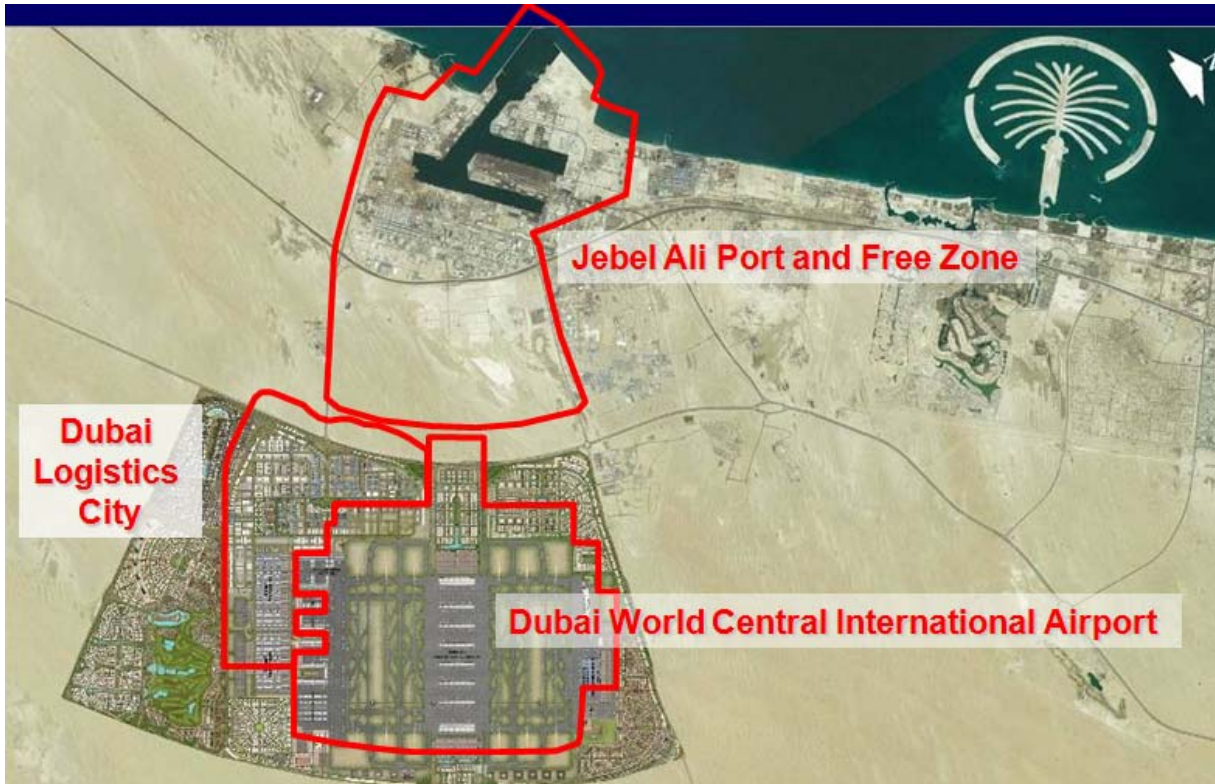 Jebel Ali Port and Free Zone
Dubai
Logistics
City
Dubai World Central International Airport